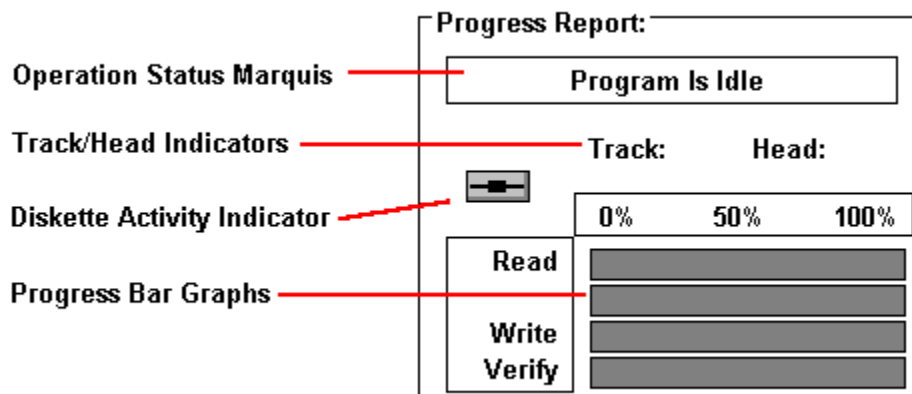 Progress Report:
Operation Status Marquis
Program Is Idle
Track/Head Indicators
Track: Head:
Diskette Activity Indicator
0% 50% 100%
Read
Progress Bar Graphs
Write
Verify